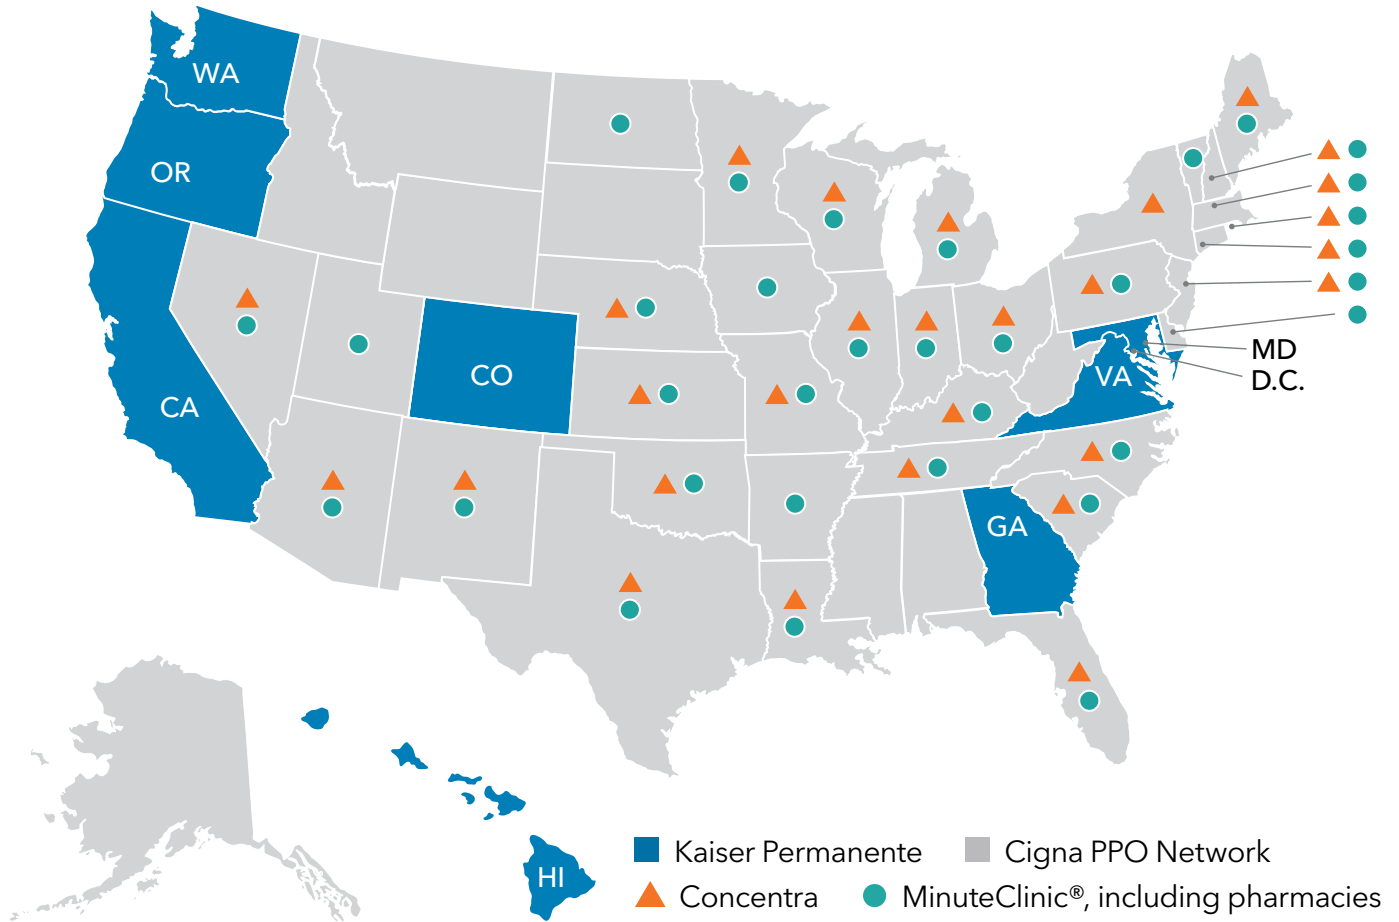 WA
OR
CA
CO
MD
D.C.
VA
GA
HI
Kaiser Permanente
Cigna PPO Network
Concentra
MinuteClinic®, including pharmacies